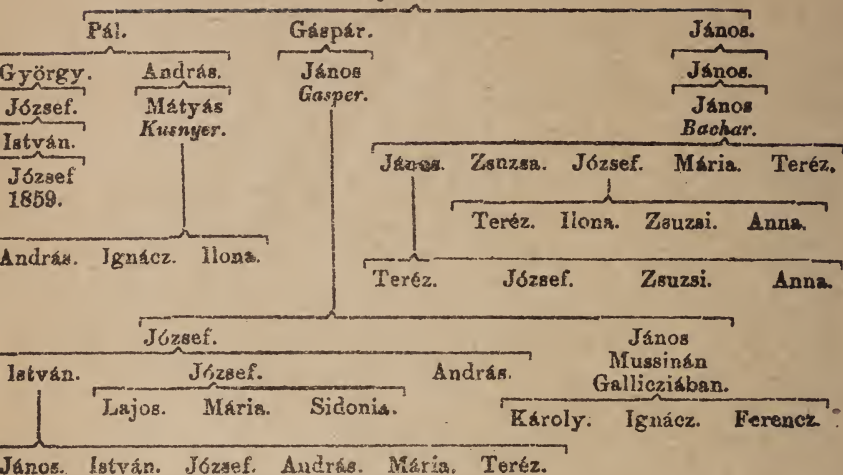 Pál. Gáspár. János.
György. András. János János.
József. Mátyás Gasper. János
István. Kusnyer. Bachar.
József János. Zsuzsa. József. Mária. Teréz.
1859.
Teréz. Ilona. Zsuzsi. Anna.
András. Ignácz. Ilona.
Teréz. József. Zsuzsi. Anna.
József. János
Mussinán
István. József. András. Gallicziában.
Lajos. Mária. Sidonia. Károly. Ignácz. Ferencz.
János. István. József. András. Mária. Teréz.